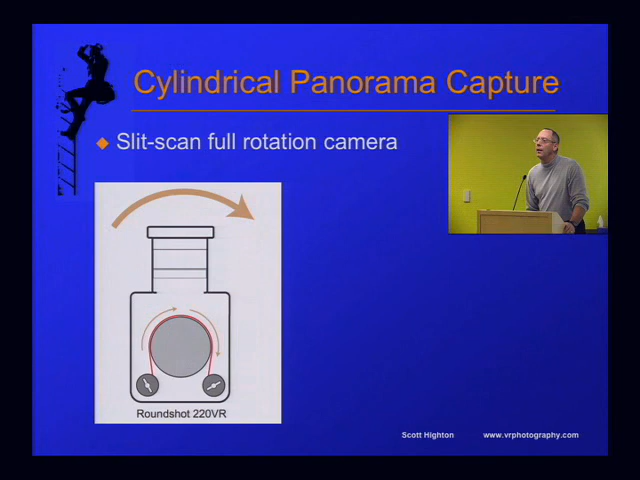 Cylindrical Panorama Capture
Slit-scan full rotation camera
Roundshot 220VR
Scott Highton www.vrphotography.com